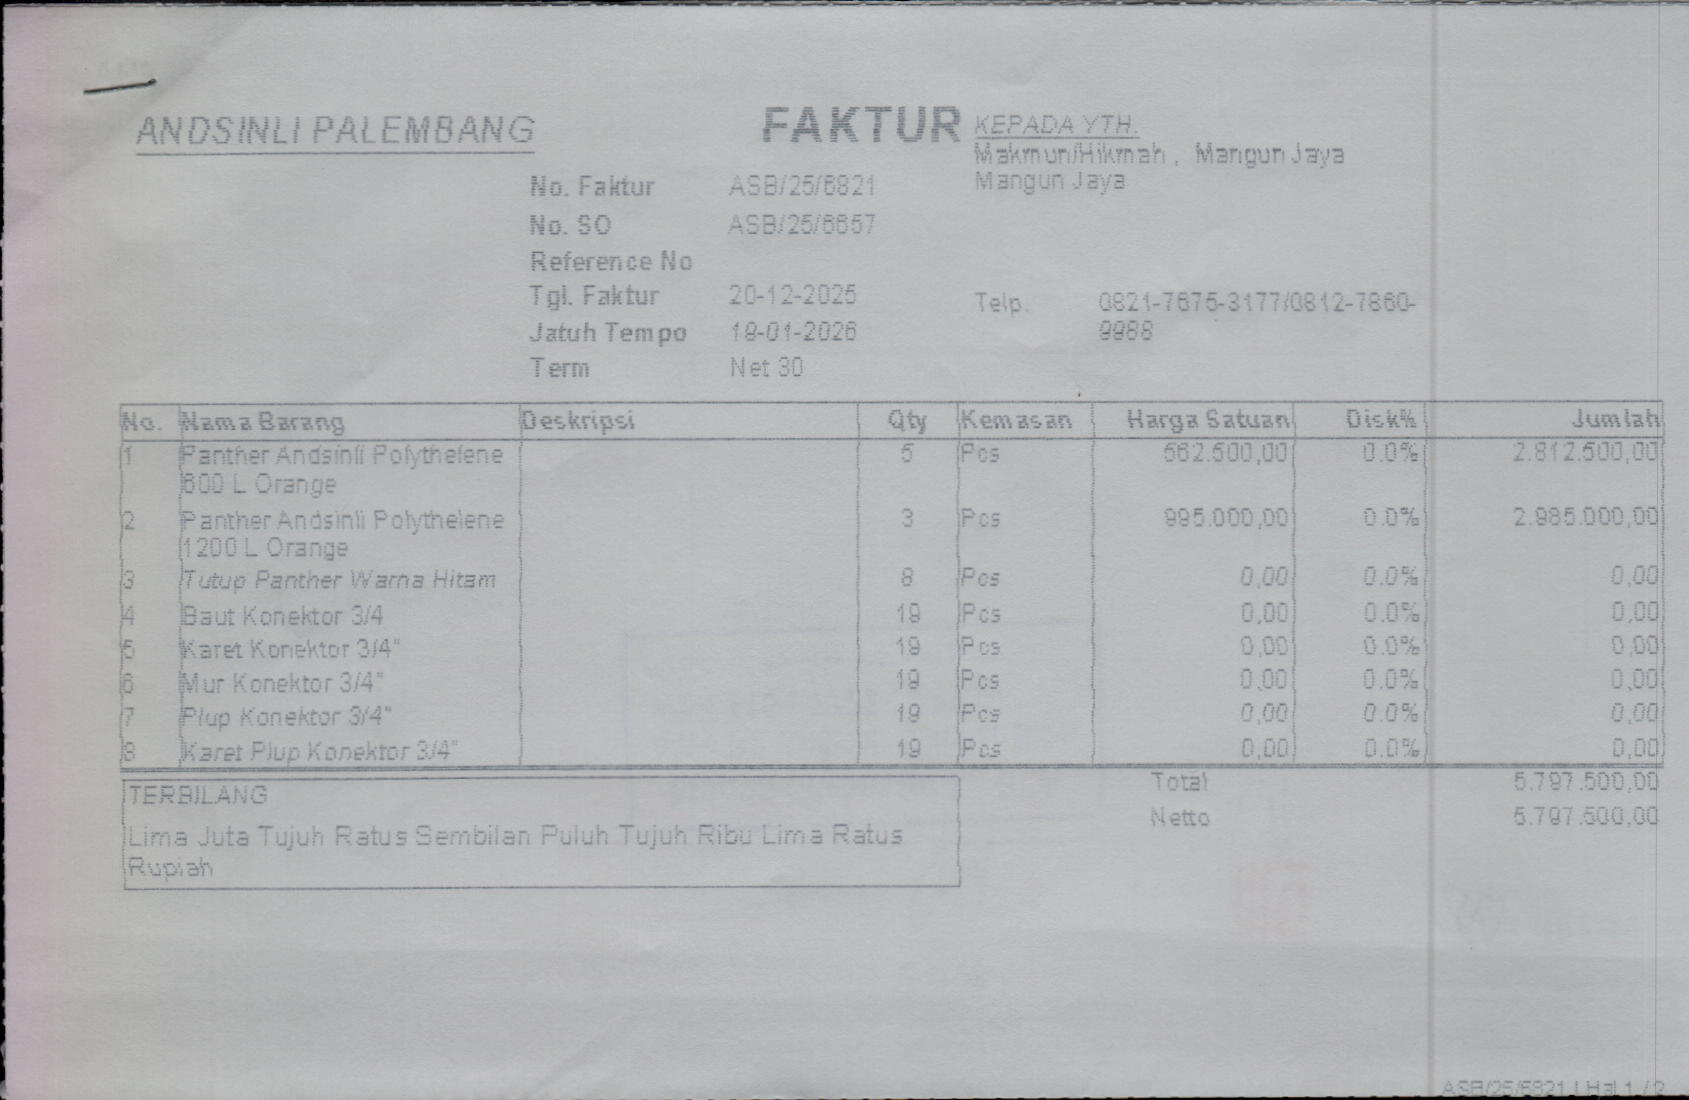 ANDSINLI PALEMBANG
FAKTUR
KEPADA YTH.
Makmun/Hikmah , Mangun Jaya
Mangun Jaya
No. Faktur ASB/25/6821
No. SO ASB/25/6657
Reference No
Tgl. Faktur 20-12-2025
Telp. 0821-7675-3177/0812-7860-
9988
Jatuh Tempo 19-01-2026
Term Net 30
No. Nama Barang Deskripsi Qty Kemasan Harga Satuan Disk% Jumlah
1 Panther Andsinli Polythelene 5 Pcs 562.500,00 0.0% 2.812.500,00
600 L Orange
2 Panther Andsinli Polythelene 3 Pcs 995.000,00 0.0% 2.985.000,00
1200 L Orange
3 Tutup Panther Warna Hitam 8 Pcs 0,00 0.0% 0,00
4 Baut Konektor 3/4 19 Pcs 0,00 0.0% 0,00
5 Karet Konektor 3/4" 19 Pcs 0,00 0.0% 0,00
6 Mur Konektor 3/4" 19 Pcs 0,00 0.0% 0,00
7 Plup Konektor 3/4" 19 Pcs 0,00 0.0% 0,00
8 Karet Plup Konektor 3/4" 19 Pcs 0,00 0.0% 0,00
Total 5.797.500,00
Netto 5.797.500,00
TERBILANG
Lima Juta Tujuh Ratus Sembilan Puluh Tujuh Ribu Lima Ratus
Rupiah
ASB/25/6821 | Hal 1 / 2